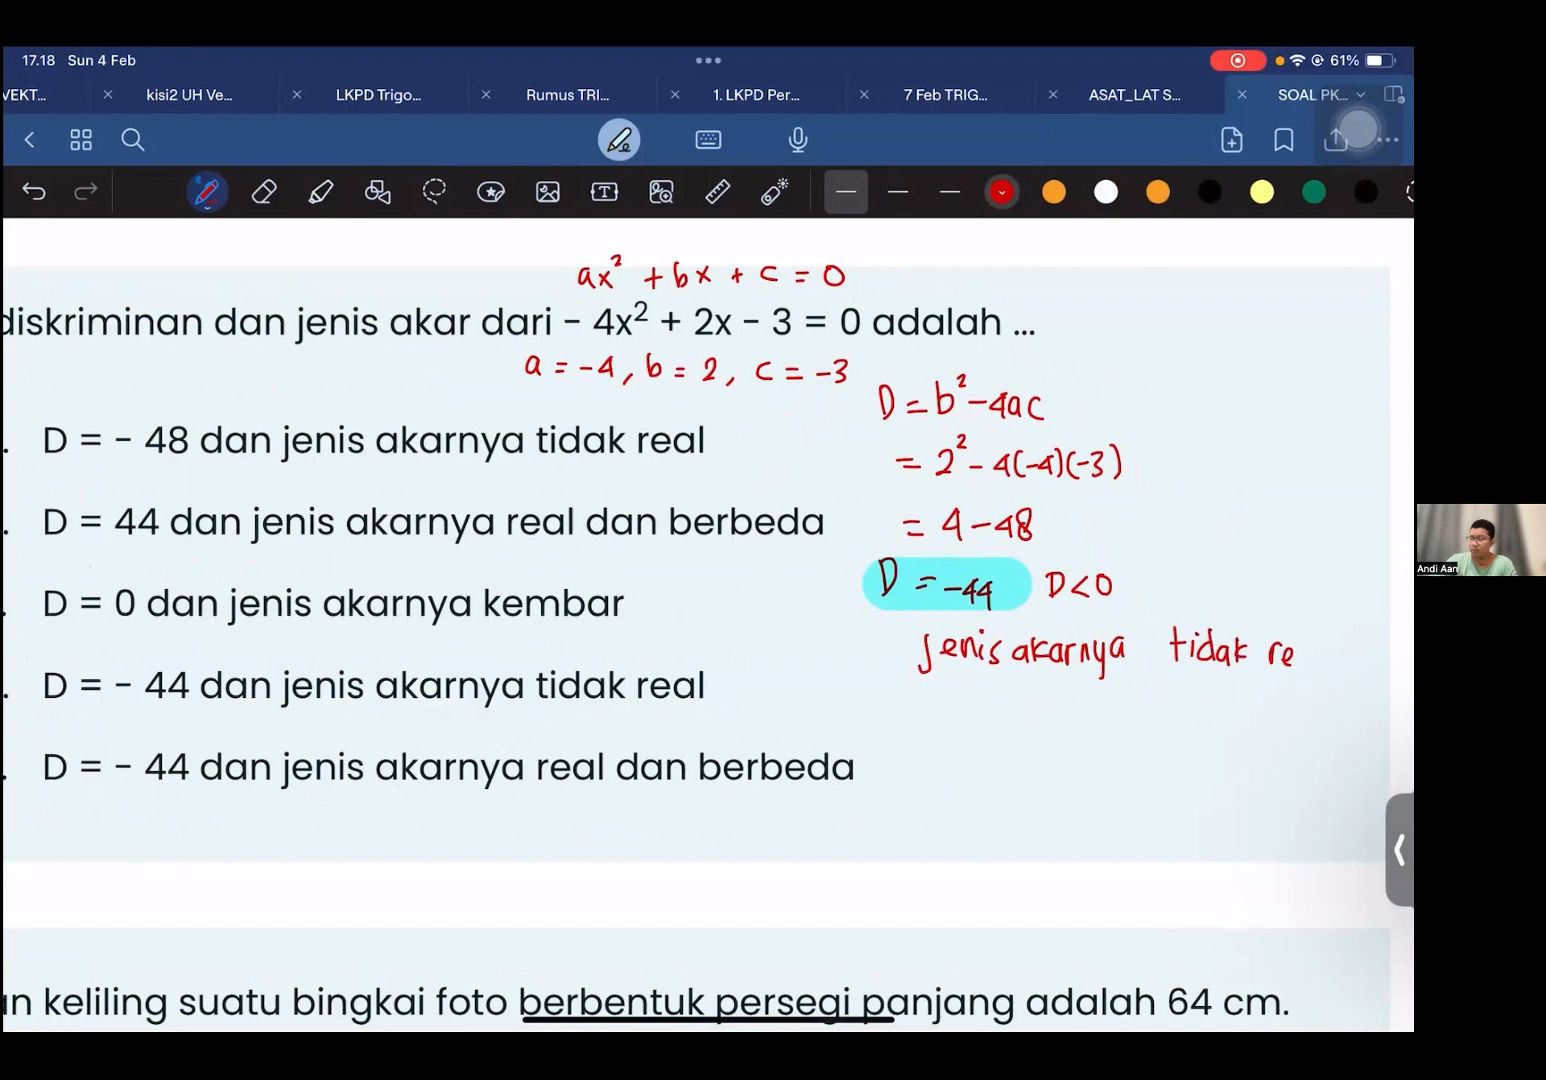 17.18 Sun 4 Feb
61%
VEKT...
kisi2 UH Ve...
LKPD Trigo...
Rumus TRI...
1. LKPD Per...
7 Feb TRIG...
ASAT_LAT S...
SOAL PK...
ax² + bx + c = 0
diskriminan dan jenis akar dari - 4x² + 2x - 3 = 0 adalah ...
a = -4, b = 2, c = -3
D = b² - 4ac
. D = - 48 dan jenis akarnya tidak real
= 2² - 4(-4)(-3)
. D = 44 dan jenis akarnya real dan berbeda
= 4 - 48
D = -44 D < 0
. D = 0 dan jenis akarnya kembar
jenis akarnya tidak re
. D = - 44 dan jenis akarnya tidak real
. D = - 44 dan jenis akarnya real dan berbeda
an keliling suatu bingkai foto berbentuk persegi panjang adalah 64 cm.
Andi Aan